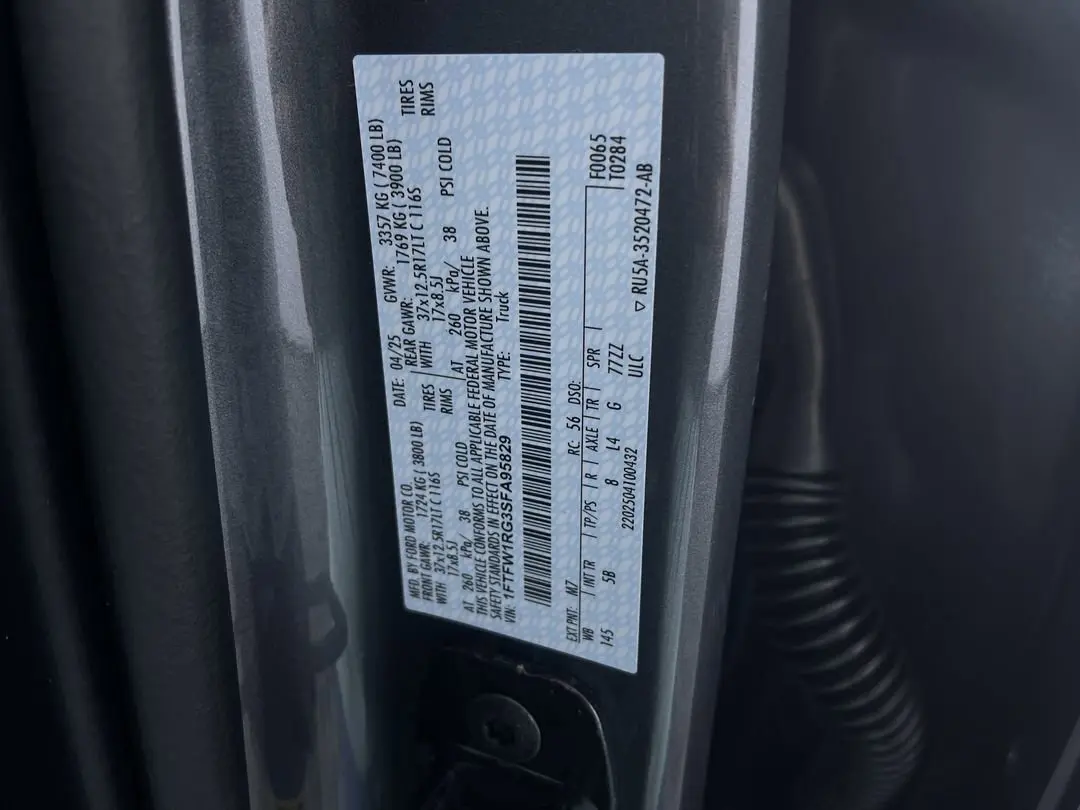 MFD. BY FORD MOTOR CO.
DATE: 04/25 GVWR: 3357 KG ( 7400 LB)
FRONT GAWR: 1724 KG ( 3800 LB)
REAR GAWR: 1769 KG ( 3900 LB)
WITH 37x12.5R17LT C 116S TIRES
WITH 37x12.5R17LT C 116S TIRES
17x8.5J RIMS
17x8.5J RIMS
AT 260 kPa/ 38 PSI COLD
AT 260 kPa/ 38 PSI COLD
THIS VEHICLE CONFORMS TO ALL APPLICABLE FEDERAL MOTOR VEHICLE
SAFETY STANDARDS IN EFFECT ON THE DATE OF MANUFACTURE SHOWN ABOVE.
VIN: 1FTFW1RG3SFA95829 TYPE: Truck
EXT PNT: M7 RC: 56 DSO:
F0065
WB INT TR TP/PS R AXLE TR SPR
T0284
145 5B 8 L4 G 77ZZ
2202504100432 ULC
▽ RU5A-3520472-AB